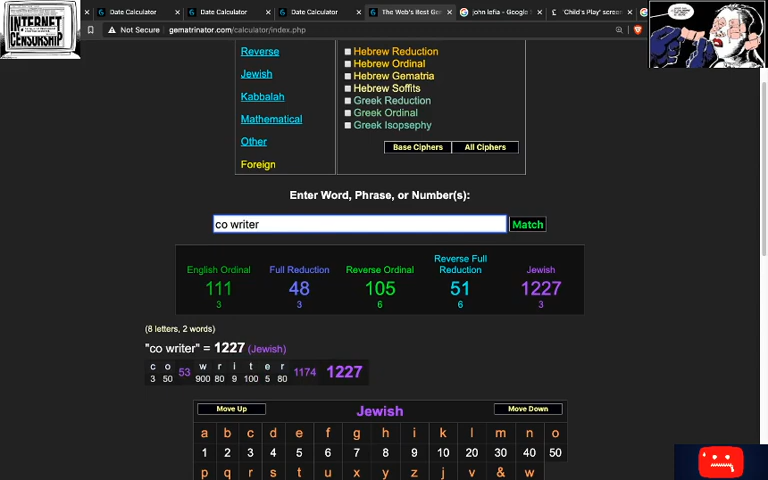 INTERNET
CENSORSHIP
Date Calculator
Date Calculator
Date Calculator
The Web's Best Ger
john lefia - Google
'Child's Play' scree
Not Secure gematrinator.com/calculator/index.php
Reverse
Jewish
Kabbalah
Mathematical
Other
Foreign
Hebrew Reduction
Hebrew Ordinal
Hebrew Gematria
Hebrew Soffits
Greek Reduction
Greek Ordinal
Greek Isopsephy
Base Ciphers All Ciphers
Enter Word, Phrase, or Number(s):
co writer Match
English Ordinal Full Reduction Reverse Ordinal Reverse Full Reduction Jewish
111 48 105 51 1227
3 3 6 6 3
(8 letters, 2 words)
"co writer" = 1227 (Jewish)
c o 53 w r i t e r 1174 1227
3 50 900 80 9 100 5 80
Move Up Jewish Move Down
a b c d e f g h i k l m n o
1 2 3 4 5 6 7 8 9 10 20 30 40 50
p q r s t u x y z j v & w